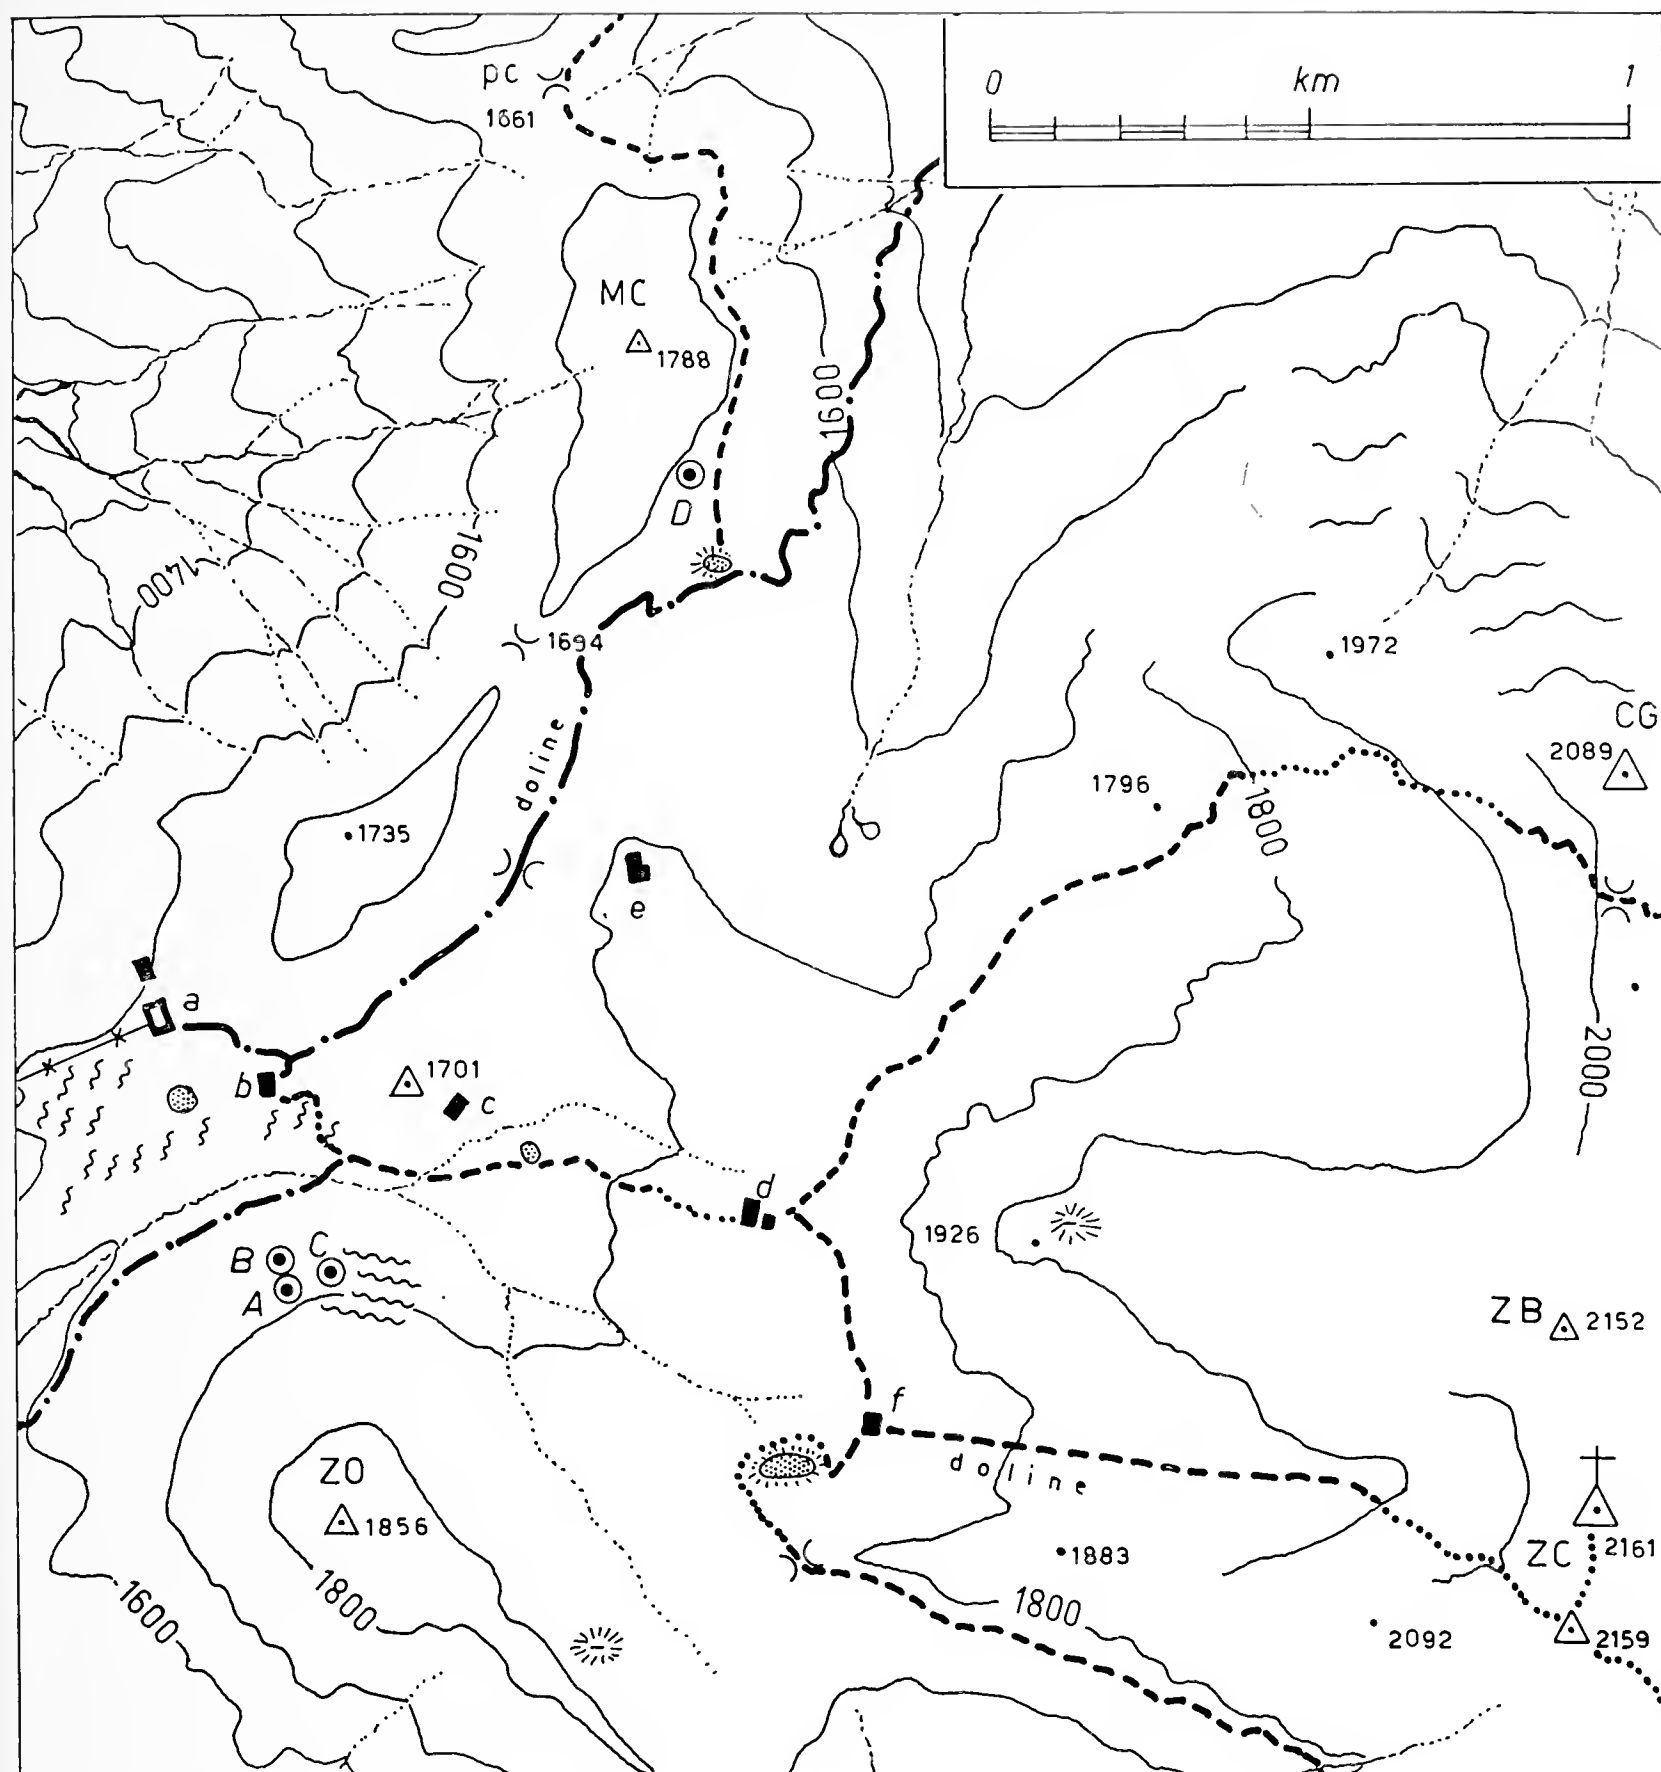 0 km 1
pc
1661
MC
1788
1600
D
1600
1400
1694
1972
CG
2089
doline
1796
1800
1735
e
a
2000
1701
b
c
d
1926
B
C
A
ZB
2152
f
doline
ZO
1856
1883
ZC
2161
1800
1600
1800
2092
2159